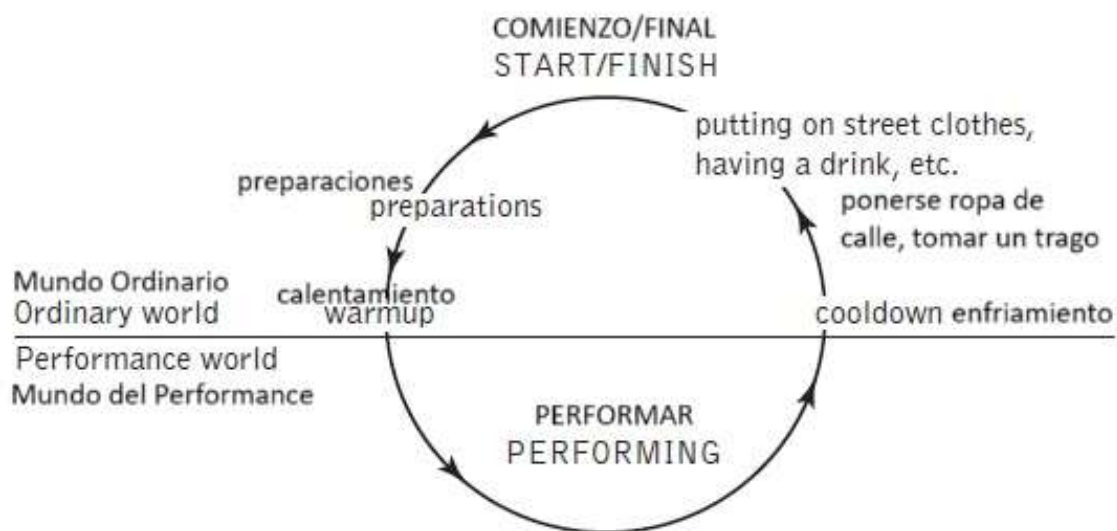 COMIENZO/FINAL
START/FINISH
putting on street clothes,
having a drink, etc.
preparaciones
preparations
ponerse ropa de
calle, tomar un trago
Mundo Ordinario
Ordinary world
calentamiento
warmup
cooldown enfriamiento
Performance world
Mundo del Performance
PERFORMAR
PERFORMING